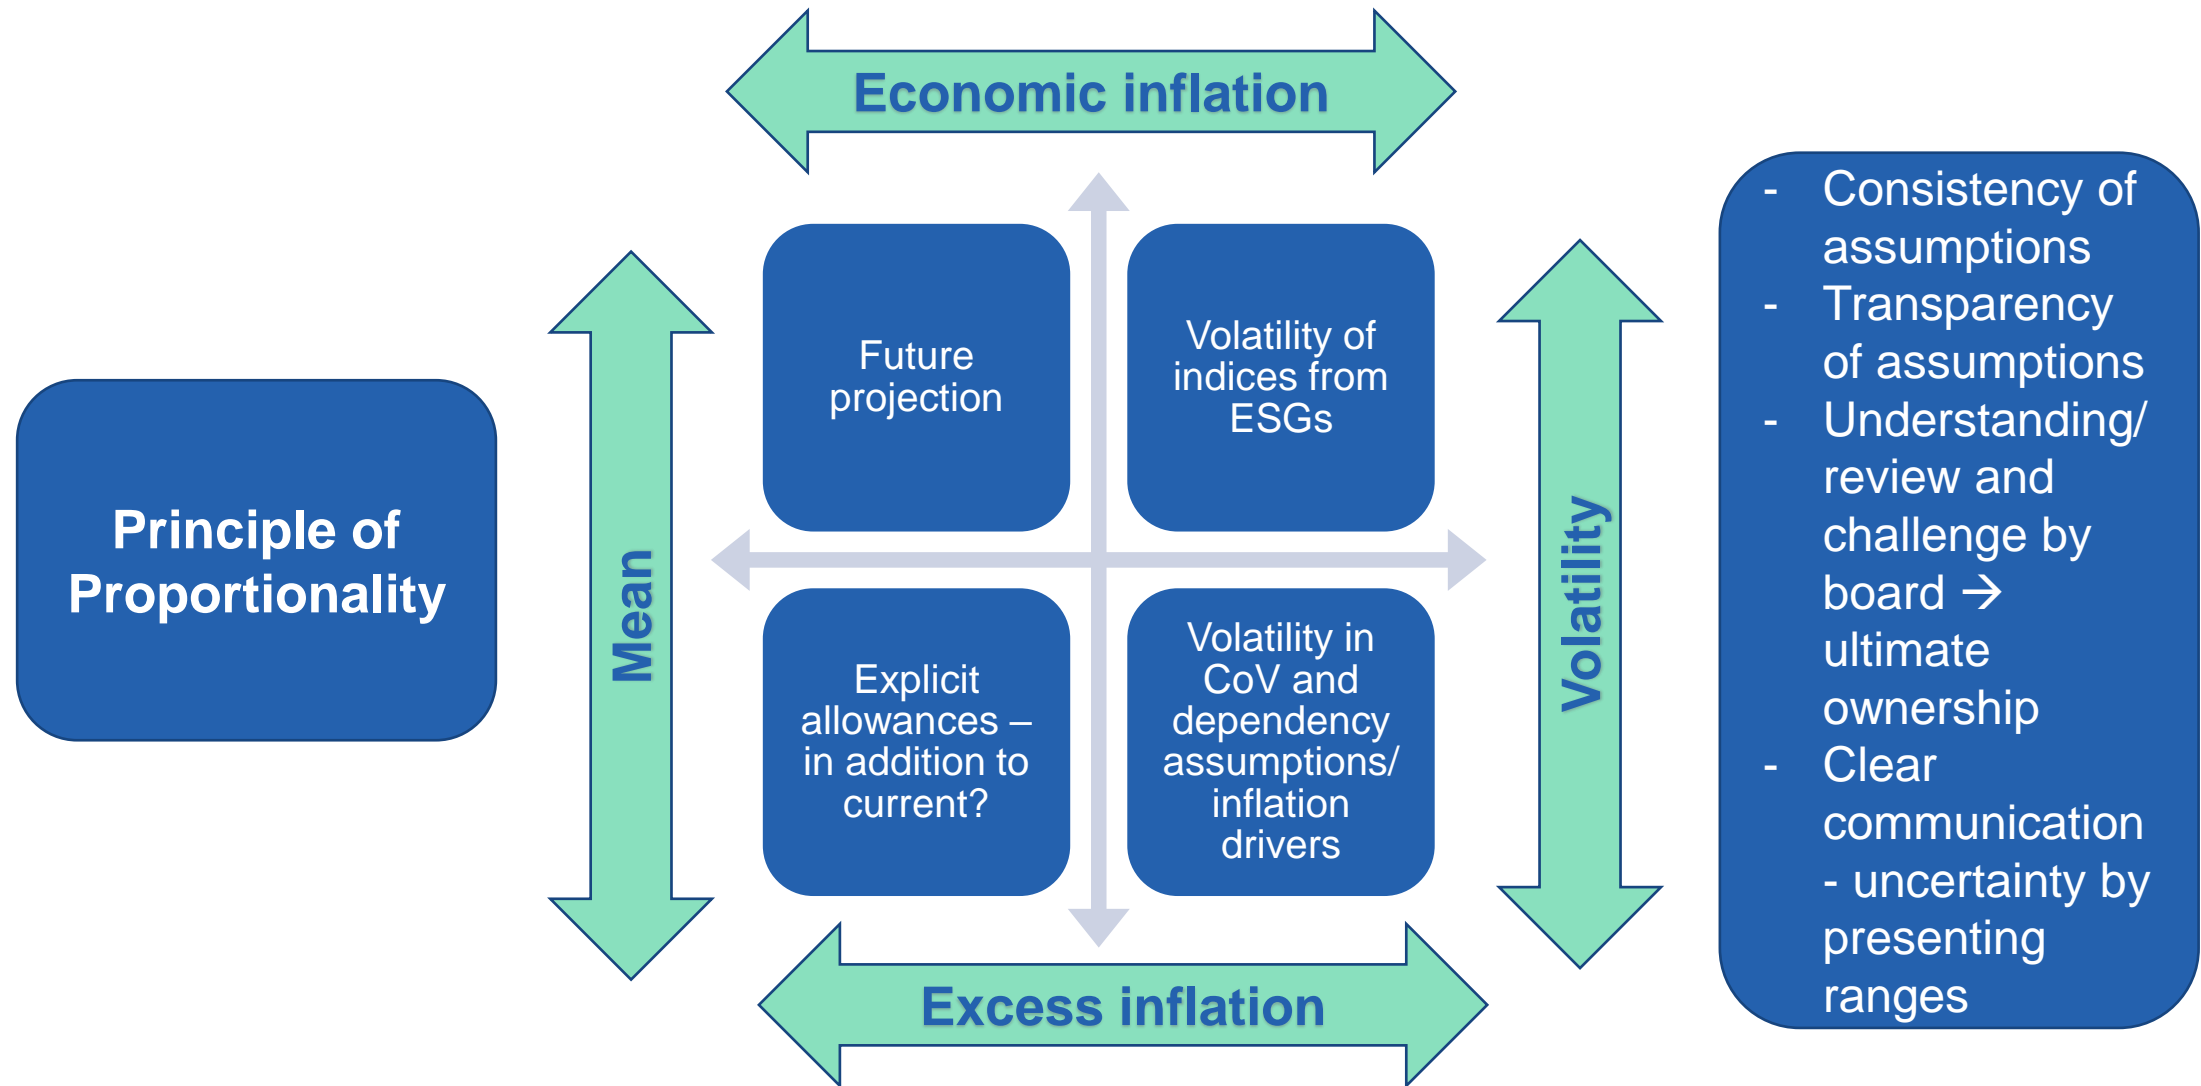 Economic inflation
Principle of
Proportionality
Mean
Future
projection
Volatility of
indices from
ESGs
Explicit
allowances –
in addition to
current?
Volatility in
CoV and
dependency
assumptions/
inflation
drivers
Volatility
Excess inflation
- Consistency of
assumptions
- Transparency
of assumptions
- Understanding/
review and
challenge by
board →
ultimate
ownership
- Clear
communication
- uncertainty by
presenting
ranges